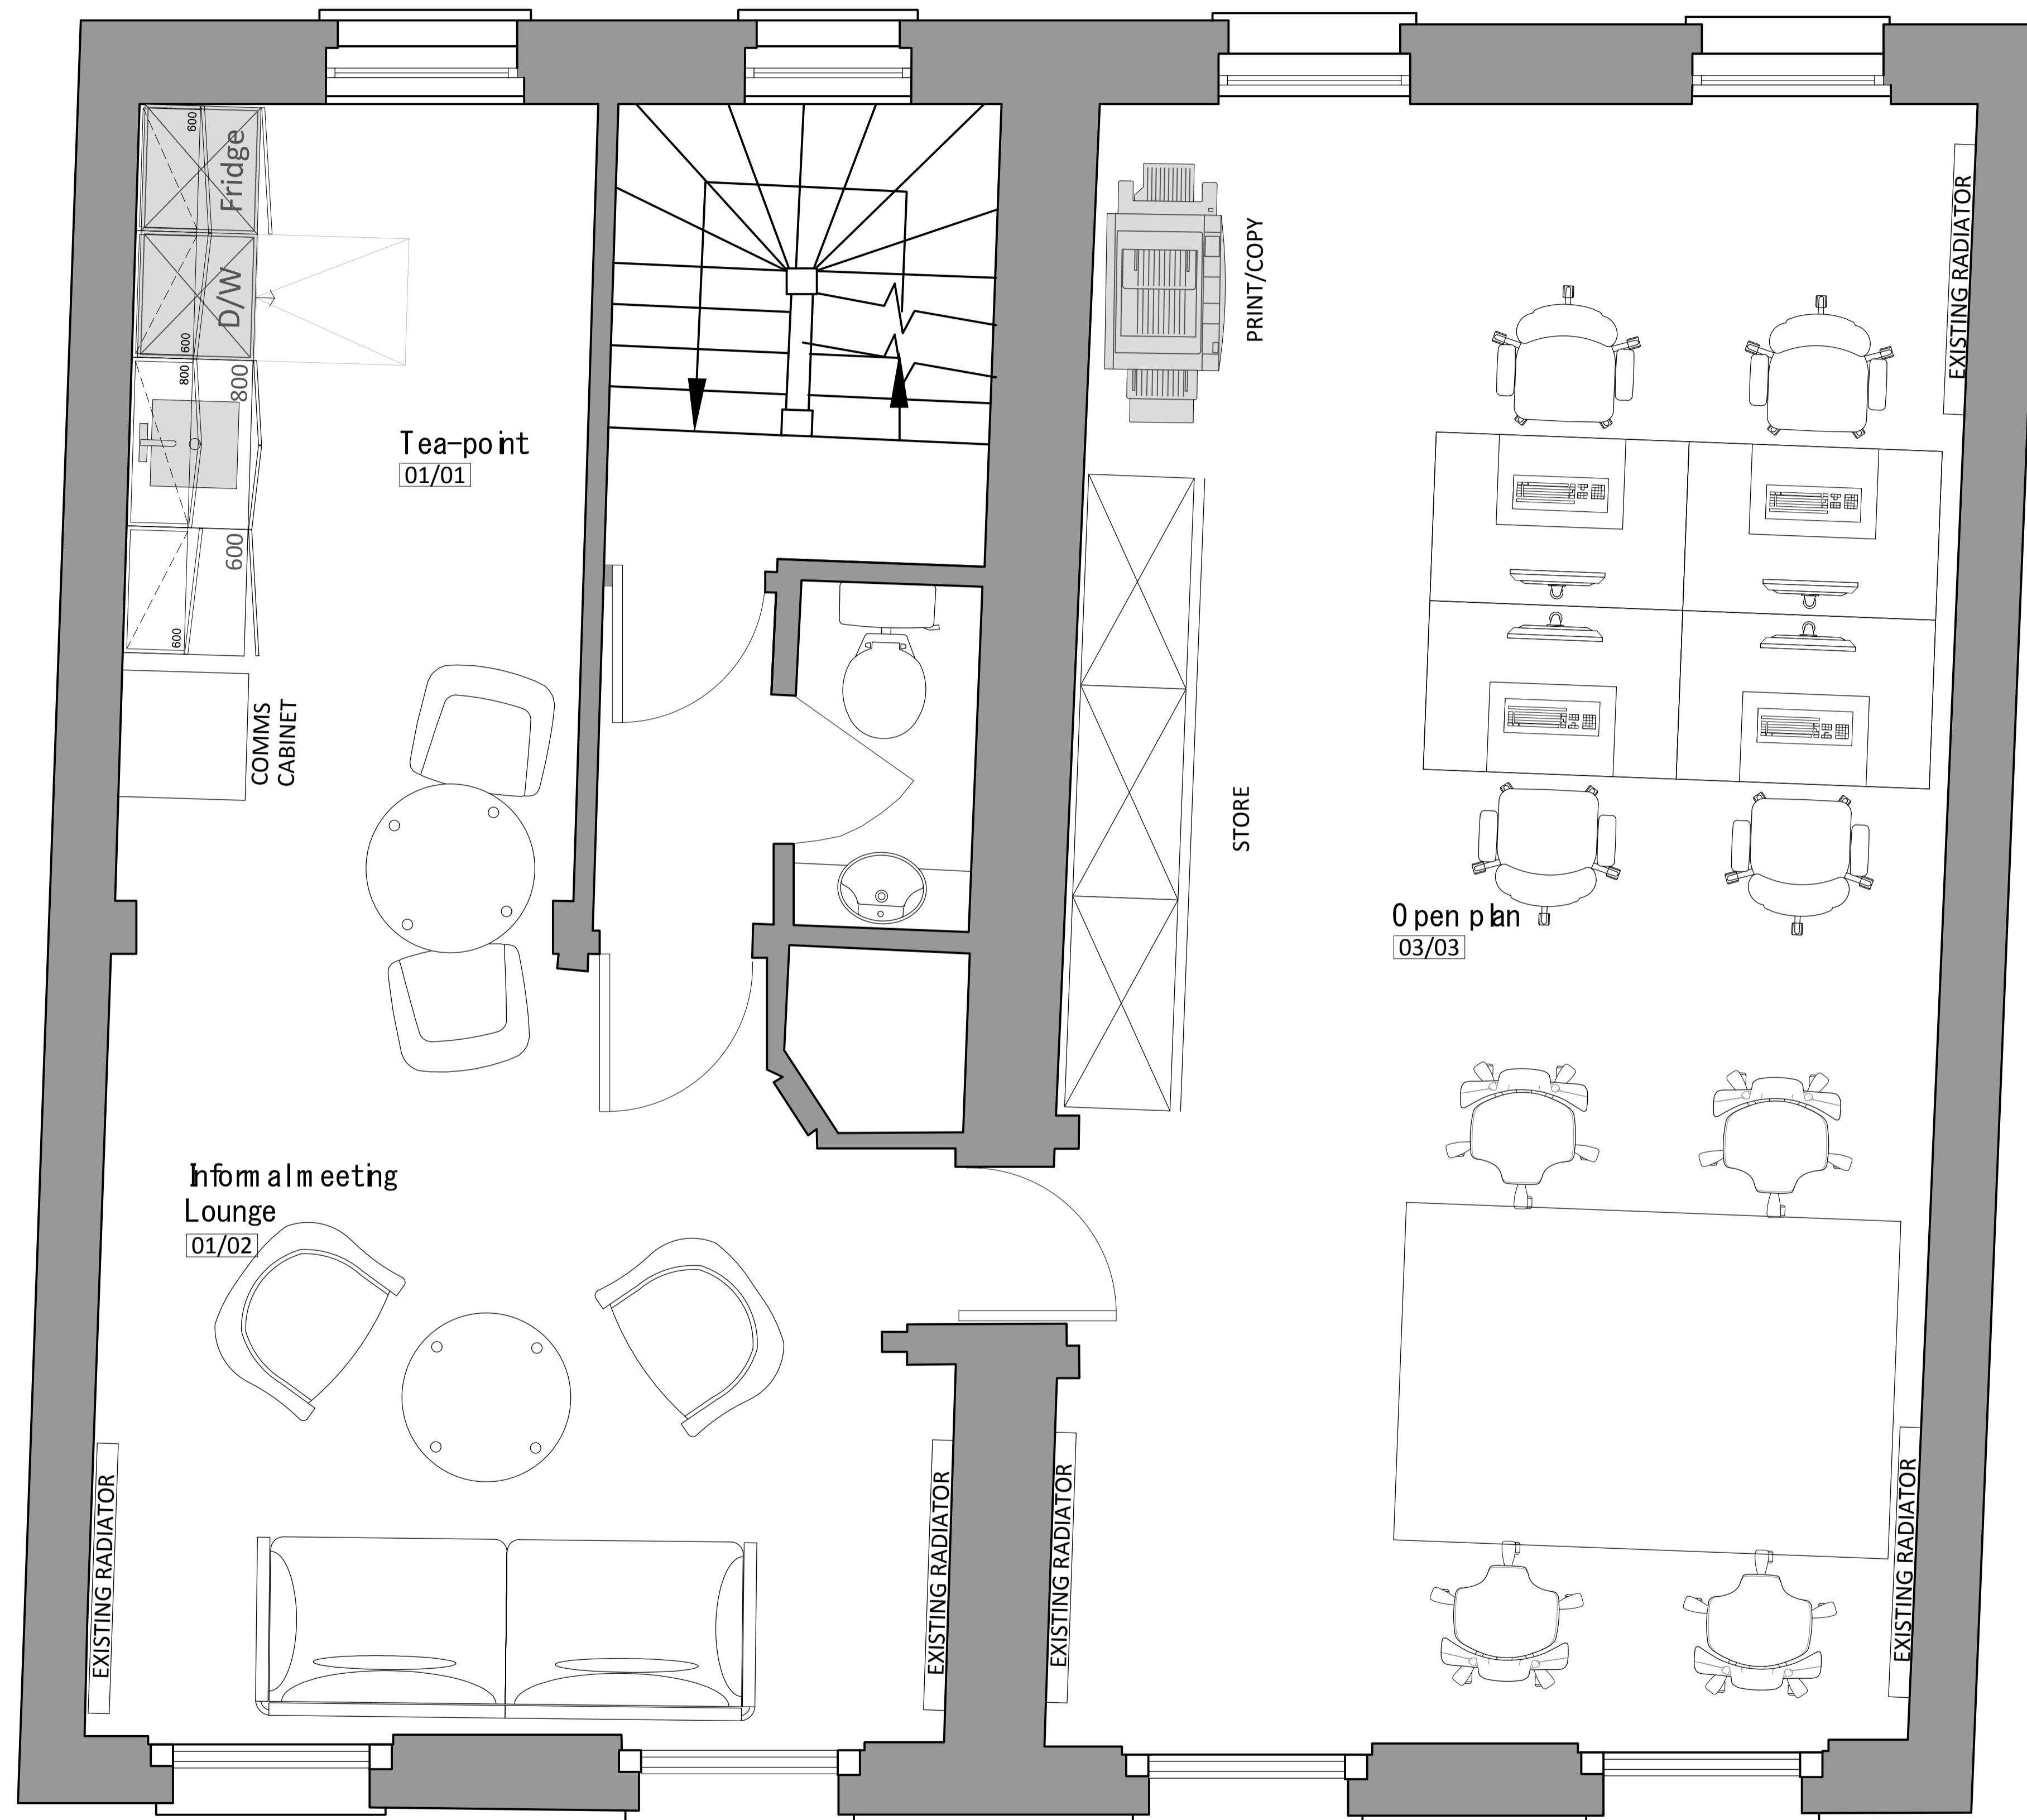 600
Fridge
D/W
600
800
800
600
600
Tea-point
01/01
COMMS
CABINET
PRINT/COPY
STORE
EXISTING RADIATOR
Open plan
03/03
Informal meeting
Lounge
01/02
EXISTING RADIATOR
EXISTING RADIATOR
EXISTING RADIATOR
EXISTING RADIATOR